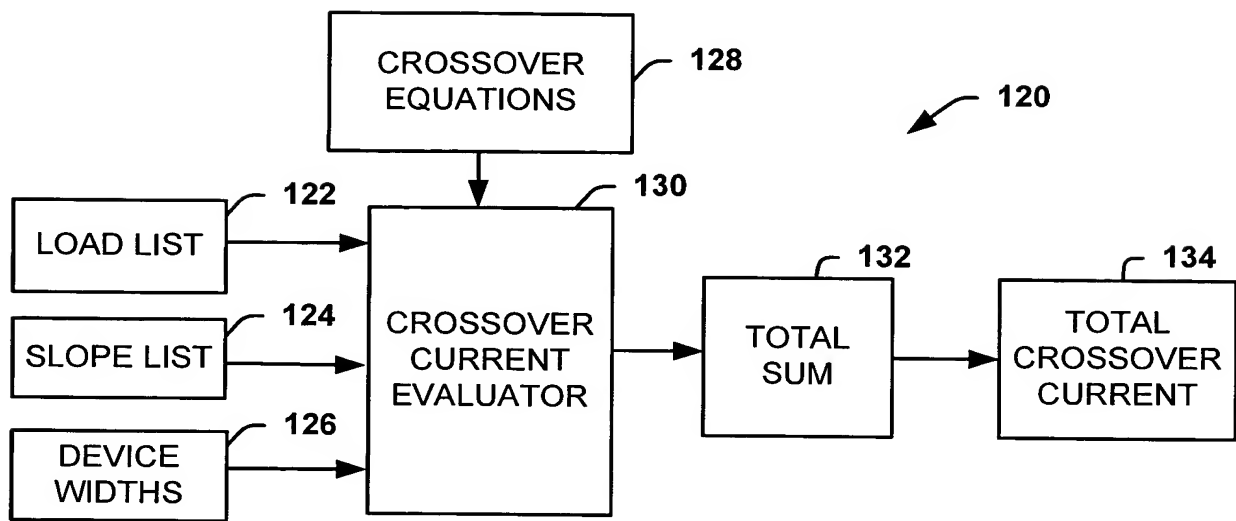 CROSSOVER
EQUATIONS
128
120
122
LOAD LIST
130
124
SLOPE LIST
CROSSOVER
CURRENT
EVALUATOR
132
TOTAL
SUM
134
TOTAL
CROSSOVER
CURRENT
126
DEVICE
WIDTHS